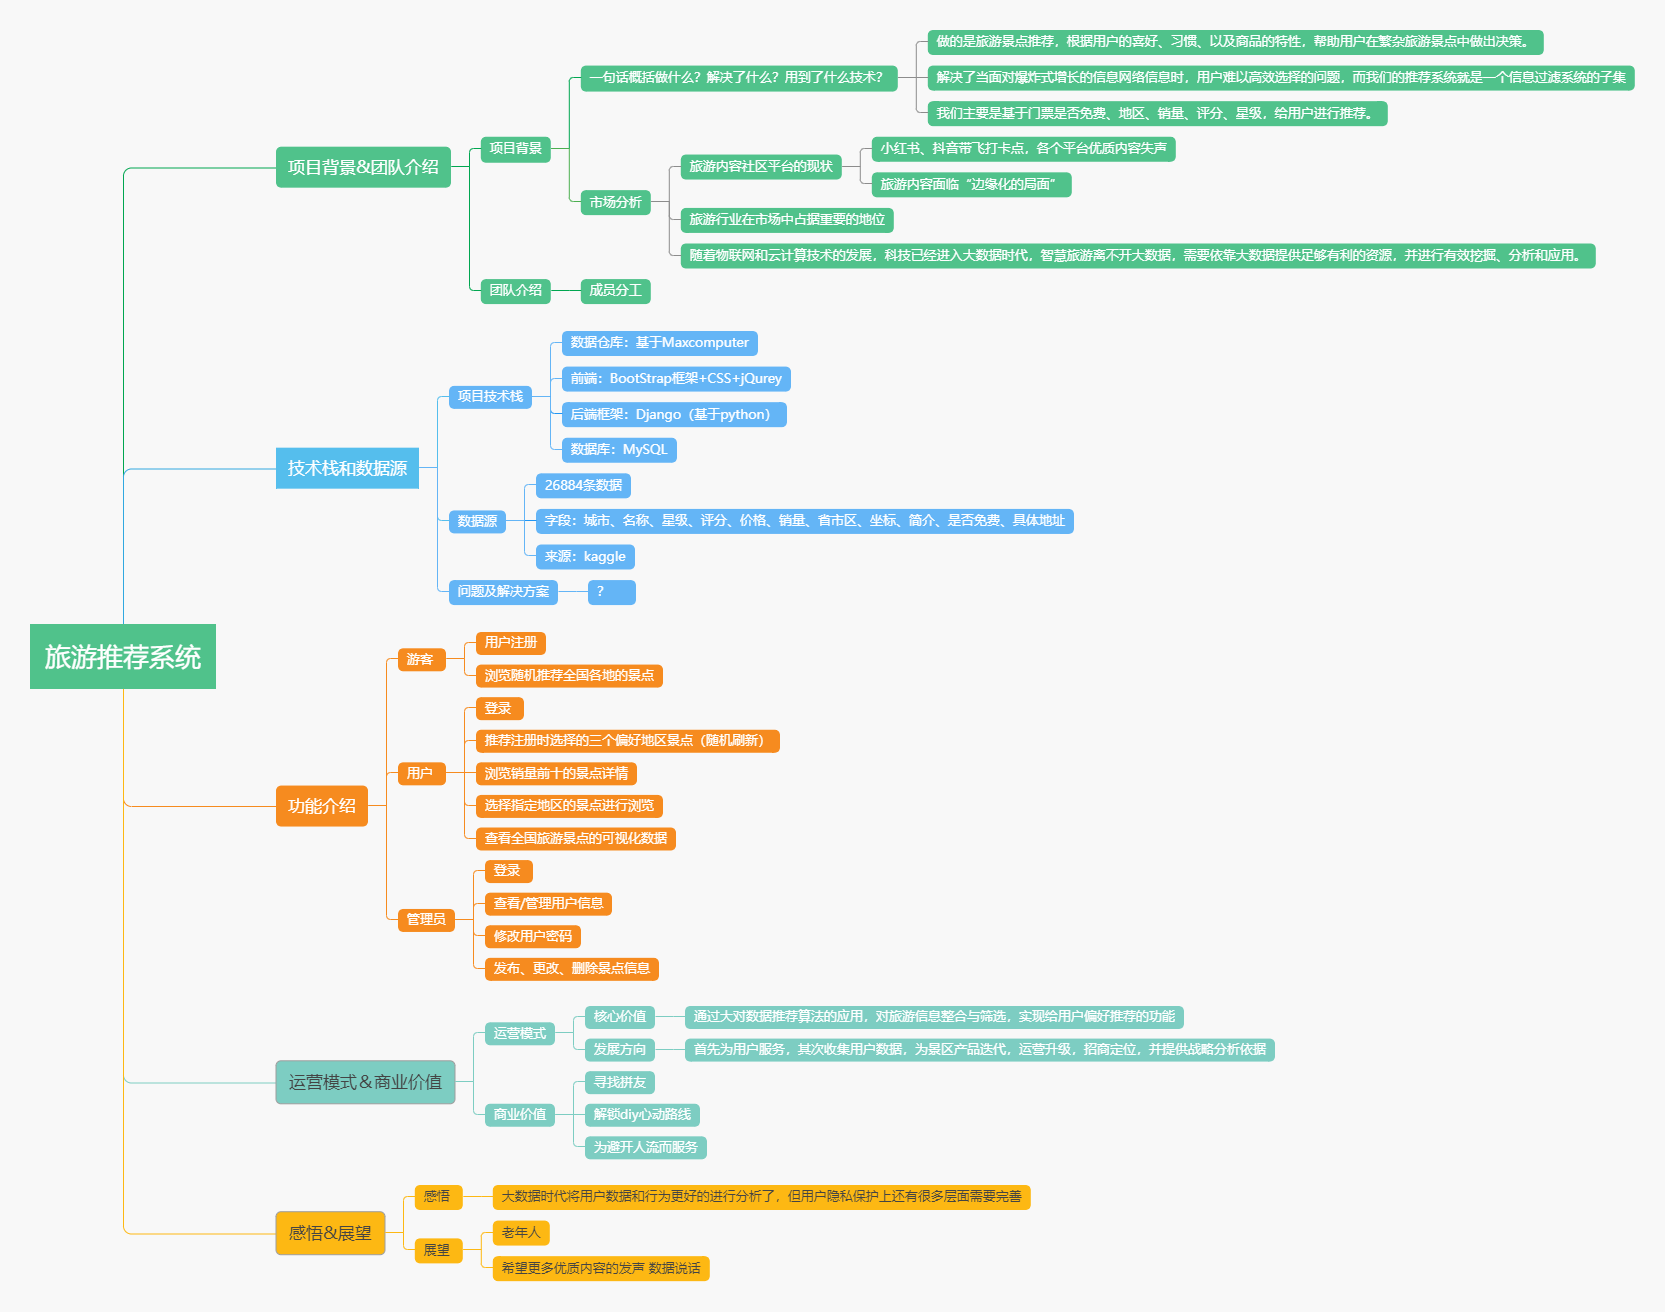 旅游推荐系统
项目背景&团队介绍
项目背景
一句话概括做什么？解决了什么？用到了什么技术？
做的是旅游景点推荐，根据用户的喜好、习惯、以及商品的特性，帮助用户在繁杂旅游景点中做出决策。
解决了当面对爆炸式增长的信息网络信息时，用户难以高效选择的问题，而我们的推荐系统就是一个信息过滤系统的子集
我们主要是基于门票是否免费、地区、销量、评分、星级，给用户进行推荐。
市场分析
旅游内容社区平台的现状
小红书、抖音带飞打卡点，各个平台优质内容失声
旅游内容面临“边缘化的局面”
旅游行业在市场中占据重要的地位
随着物联网和云计算技术的发展，科技已经进入大数据时代，智慧旅游离不开大数据，需要依靠大数据提供足够有利的资源，并进行有效挖掘、分析和应用。
团队介绍
成员分工
技术栈和数据源
项目技术栈
数据仓库：基于Maxcomputer
前端：BootStrap框架+CSS+jQurey
后端框架：Django（基于python）
数据库：MySQL
数据源
26884条数据
字段：城市、名称、星级、评分、价格、销量、省市区、坐标、简介、是否免费、具体地址
来源：kaggle
问题及解决方案
？
功能介绍
游客
用户注册
浏览随机推荐全国各地的景点
用户
登录
推荐注册时选择的三个偏好地区景点（随机刷新）
浏览销量前十的景点详情
选择指定地区的景点进行浏览
查看全国旅游景点的可视化数据
管理员
登录
查看/管理用户信息
修改用户密码
发布、更改、删除景点信息
运营模式＆商业价值
运营模式
核心价值
通过大对数据推荐算法的应用，对旅游信息整合与筛选，实现给用户偏好推荐的功能
发展方向
首先为用户服务，其次收集用户数据，为景区产品迭代，运营升级，招商定位，并提供战略分析依据
商业价值
寻找拼友
解锁diy心动路线
为避开人流而服务
感悟&展望
感悟
大数据时代将用户数据和行为更好的进行分析了，但用户隐私保护上还有很多层面需要完善
展望
老年人
希望更多优质内容的发声 数据说话